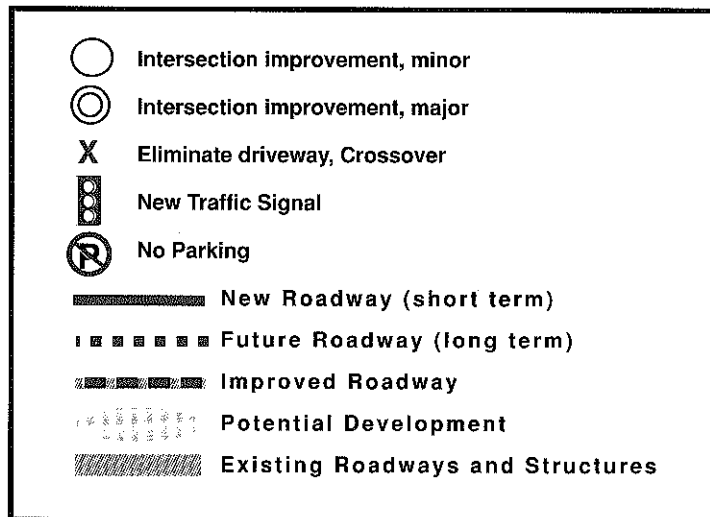 Intersection improvement, minor
Intersection improvement, major
X Eliminate driveway, Crossover
New Traffic Signal
P No Parking
New Roadway (short term)
Future Roadway (long term)
Improved Roadway
Potential Development
Existing Roadways and Structures